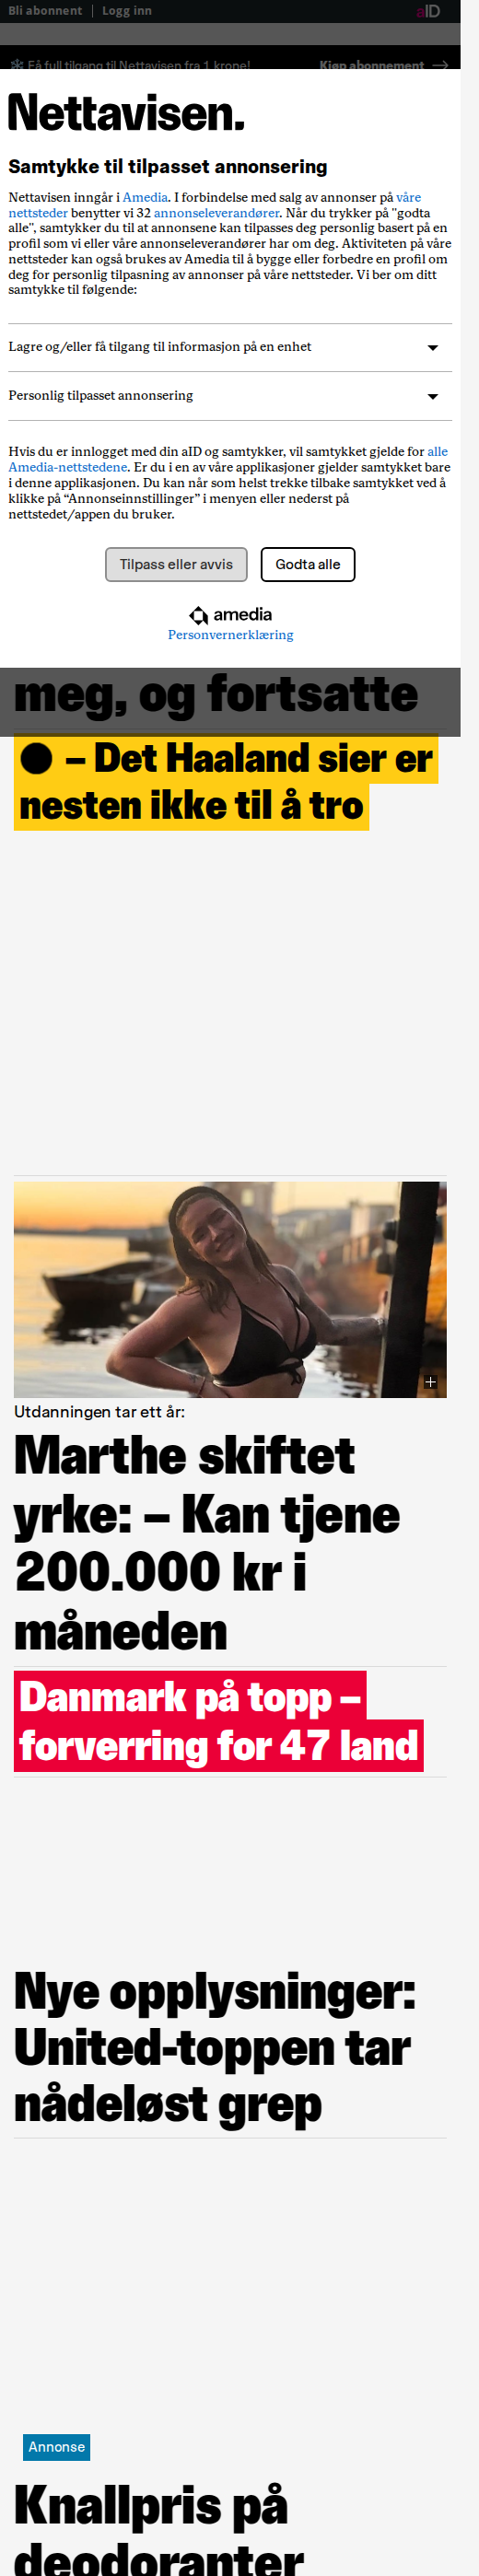 Bli abonnent | Logg inn aID
Få full tilgang til Nettavisen fra 1 krone! Kjøp abonnement
Nettavisen.
Samtykke til tilpasset annonsering
Nettavisen inngår i Amedia. I forbindelse med salg av annonser på våre
nettsteder benytter vi 32 annonseleverandører. Når du trykker på "godta
alle", samtykker du til at annonsene kan tilpasses deg personlig basert på en
profil som vi eller våre annonseleverandører har om deg. Aktiviteten på våre
nettsteder kan også brukes av Amedia til å bygge eller forbedre en profil om
deg for personlig tilpasning av annonser på våre nettsteder. Vi ber om ditt
samtykke til følgende:
Lagre og/eller få tilgang til informasjon på en enhet
Personlig tilpasset annonsering
Hvis du er innlogget med din aID og samtykker, vil samtykket gjelde for alle
Amedia-nettstedene. Er du i en av våre applikasjoner gjelder samtykket bare
i denne applikasjonen. Du kan når som helst trekke tilbake samtykket ved å
klikke på “Annonseinnstillinger” i menyen eller nederst på
nettstedet/appen du bruker.
Tilpass eller avvis Godta alle
amedia
Personvernerklæring
meg, og fortsatte
– Det Haaland sier er
nesten ikke til å tro
Utdanningen tar ett år:
Marthe skiftet
yrke: – Kan tjene
200.000 kr i
måneden
Danmark på topp –
forverring for 47 land
Nye opplysninger:
United-toppen tar
nådeløst grep
Annonse
Knallpris på
deodoranter